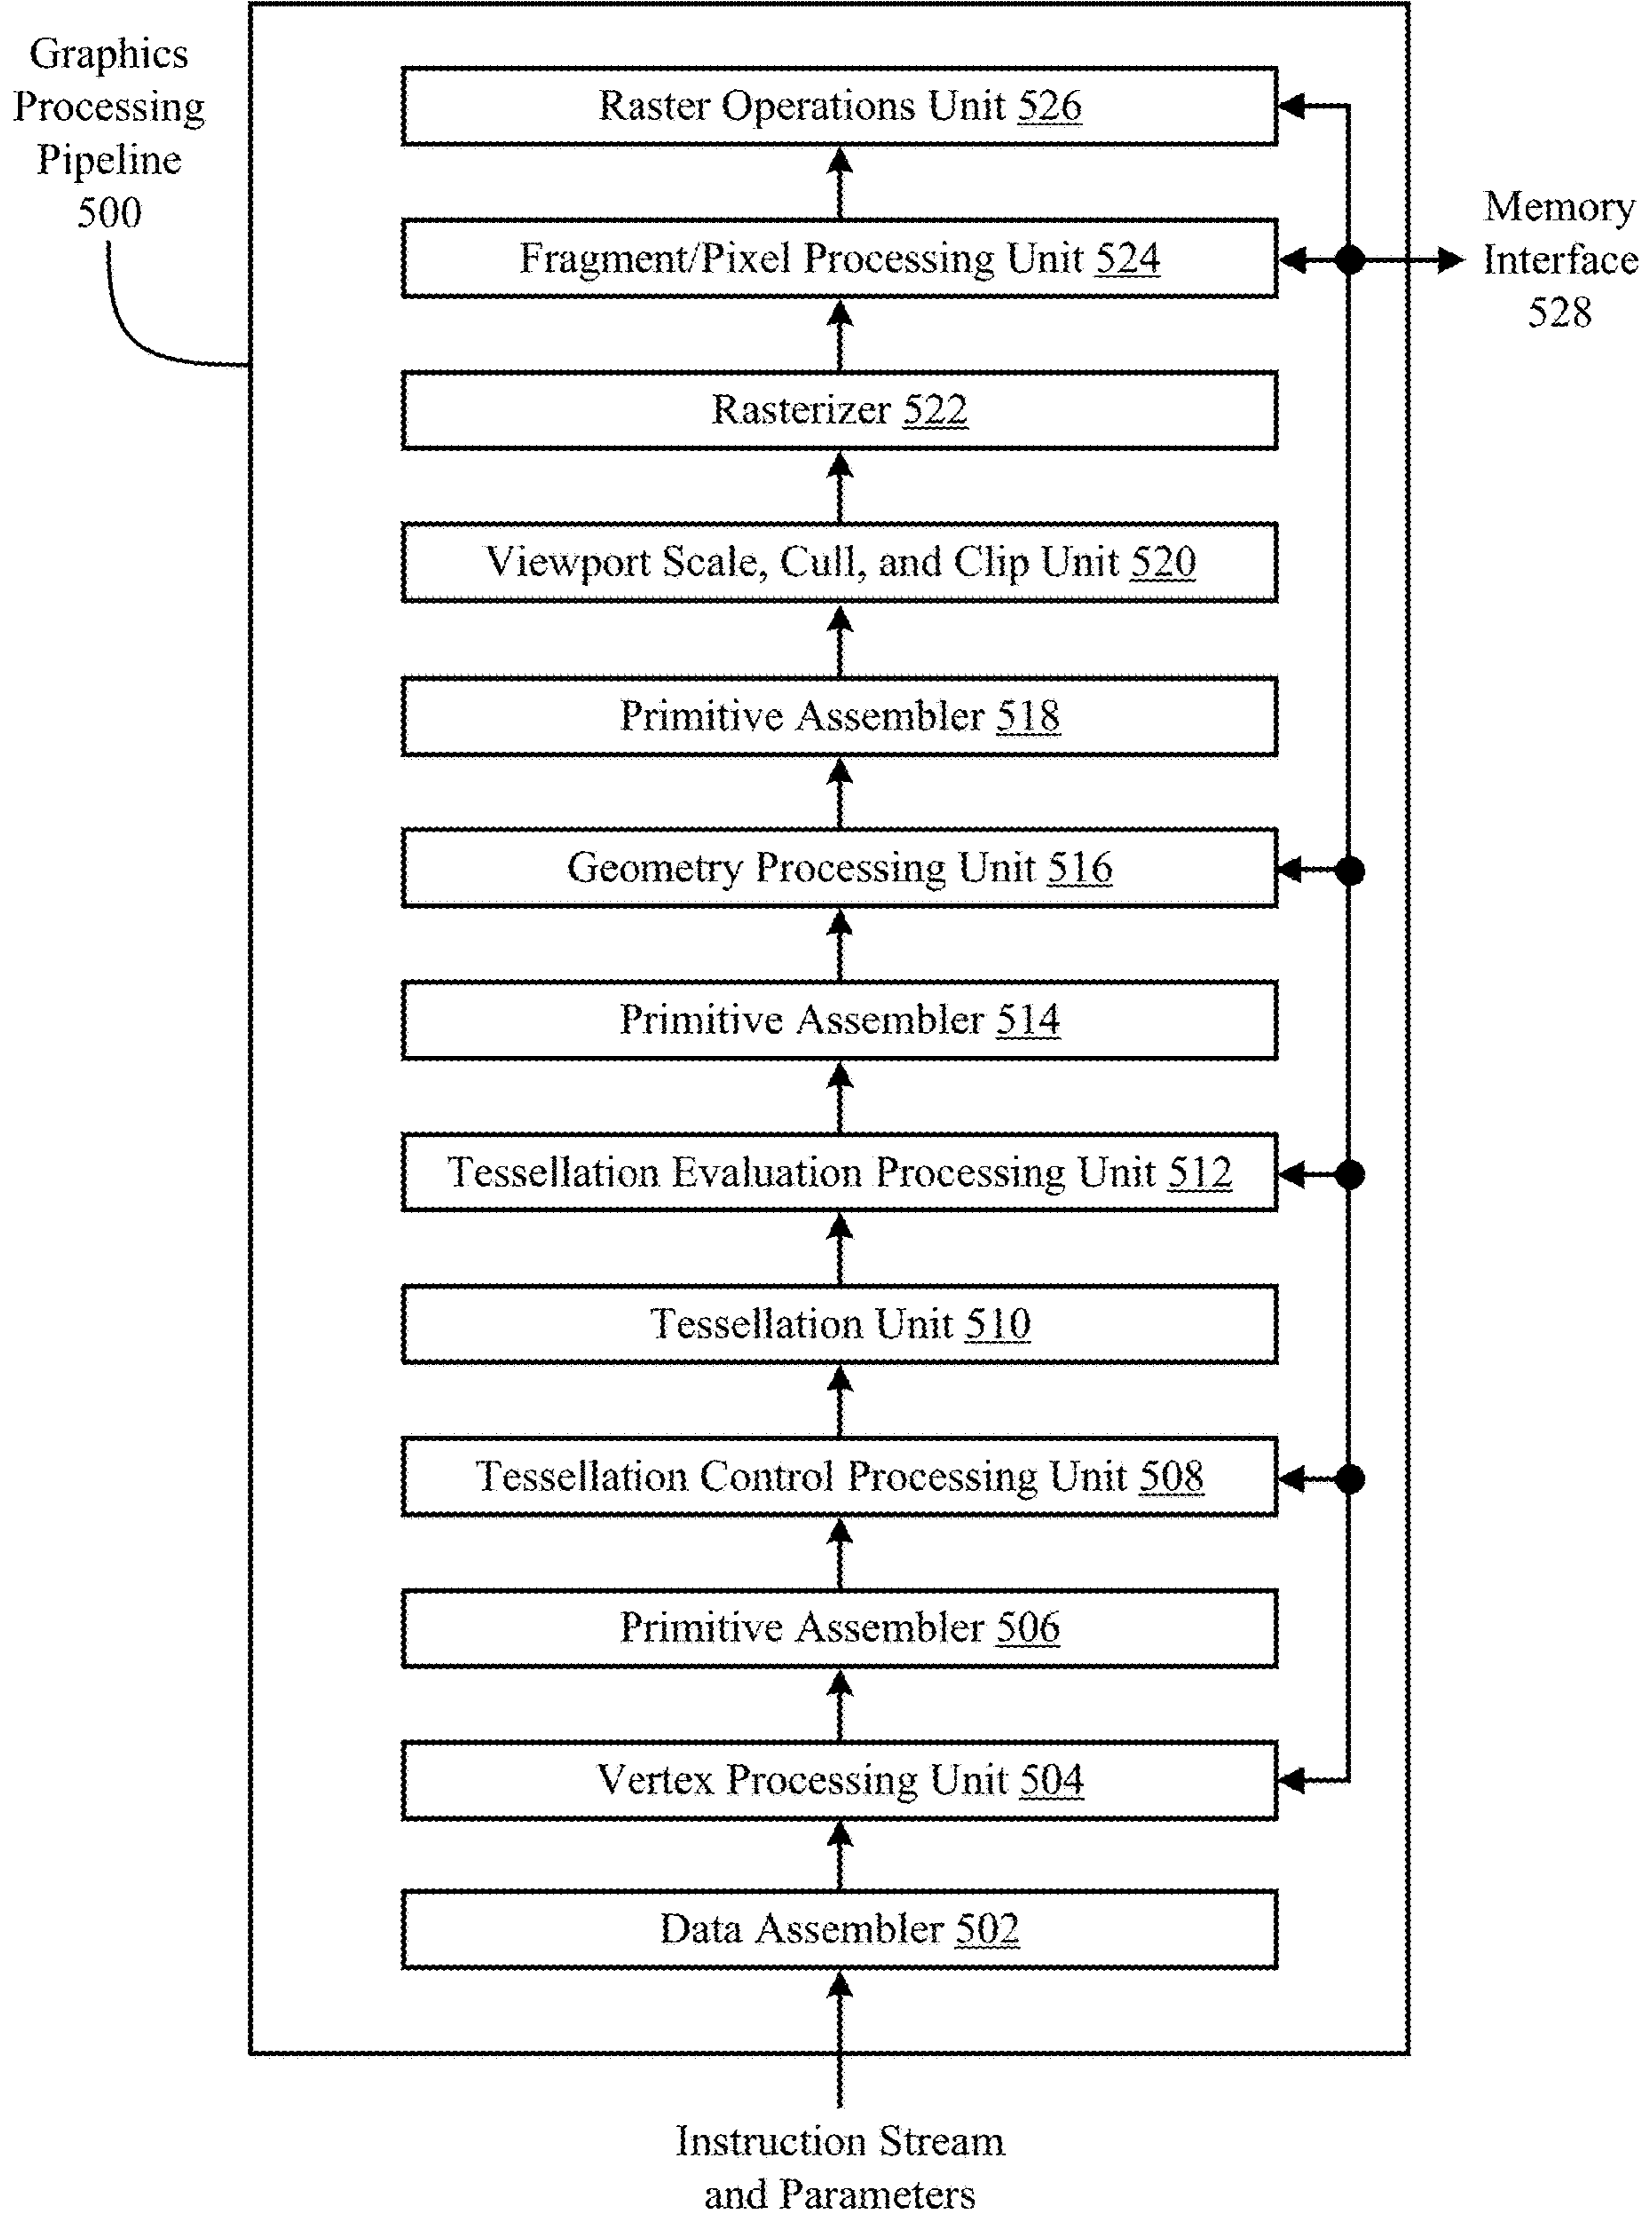 Graphics
Processing
Pipeline
500
Raster Operations Unit 526
Memory
Interface
528
Fragment/Pixel Processing Unit 524
Rasterizer 522
Viewport Scale, Cull, and Clip Unit 520
Primitive Assembler 518
Geometry Processing Unit 516
Primitive Assembler 514
Tessellation Evaluation Processing Unit 512
Tessellation Unit 510
Tessellation Control Processing Unit 508
Primitive Assembler 506
Vertex Processing Unit 504
Data Assembler 502
Instruction Stream
and Parameters